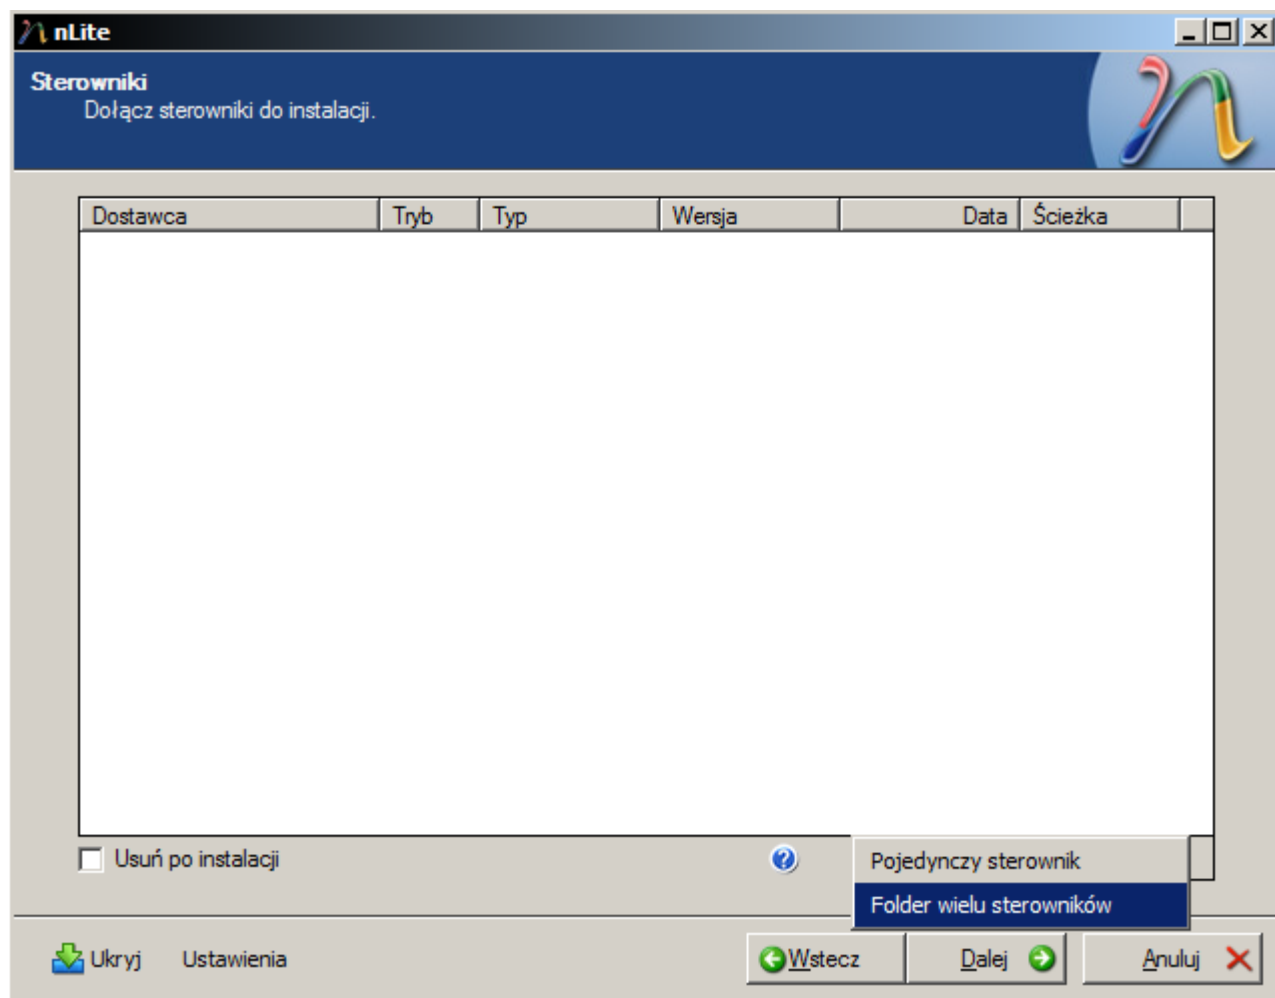 nLite
Sterowniki
Dołącz sterowniki do instalacji.
Dostawca Tryb Typ Wersja Data Ścieżka
Usuń po instalacji
Pojedynczy sterownik
Folder wielu sterowników
Ukryj Ustawienia Wstecz Dalej Anuluj